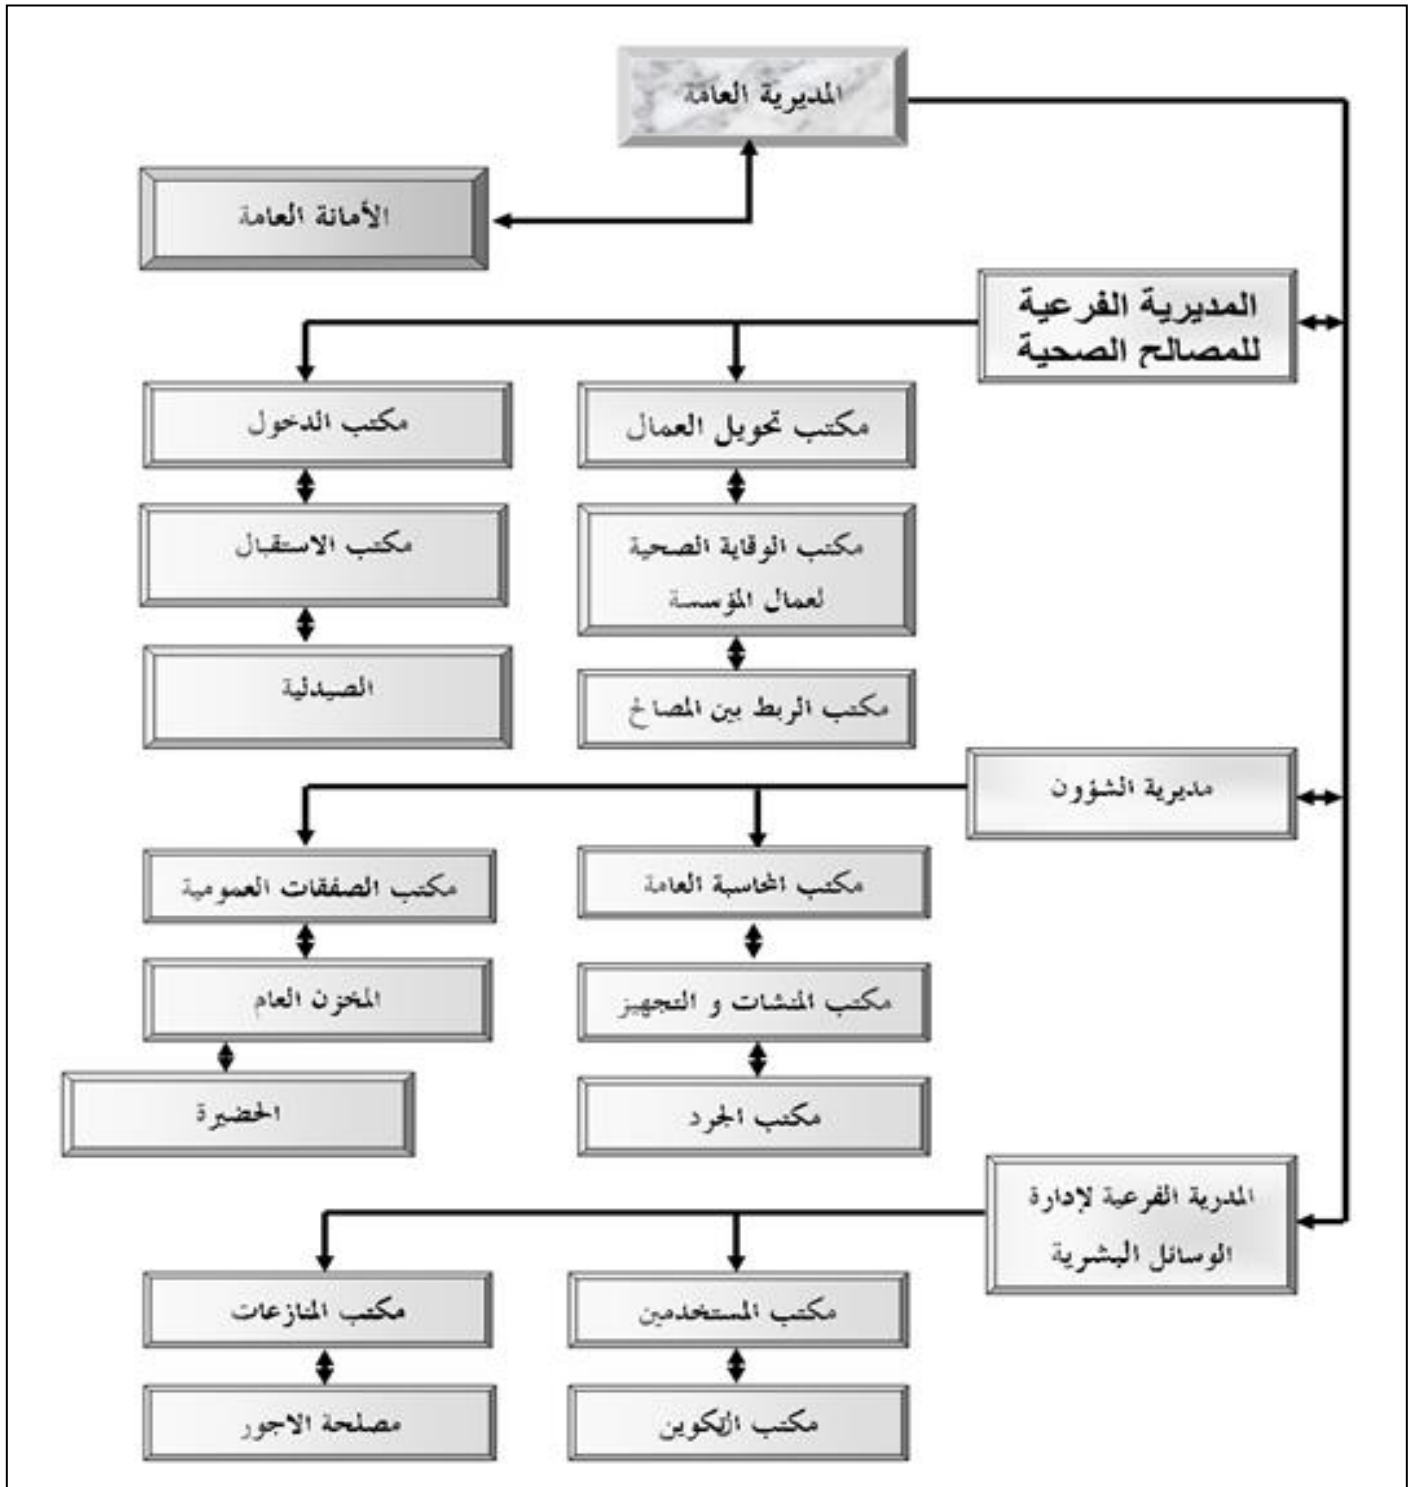 المديرية العامة
الأمانة العامة
المديرية الفرعية
للمصالح الصحية
مكتب تحويل العمال
مكتب الدخول
مكتب الوقاية الصحية
لعمال المؤسسة
مكتب الاستقبال
مكتب الربط بين المصالح
الصيدلية
مديرية الشؤون
مكتب المحاسبة العامة
مكتب الصفقات العمومية
مكتب المنشات و التجهيز
المخزن العام
مكتب الجرد
الحضيرة
المدرية الفرعية لإدارة
الوسائل البشرية
مكتب المستخدمين
مكتب المنازعات
مكتب التكوين
مصلحة الاجور